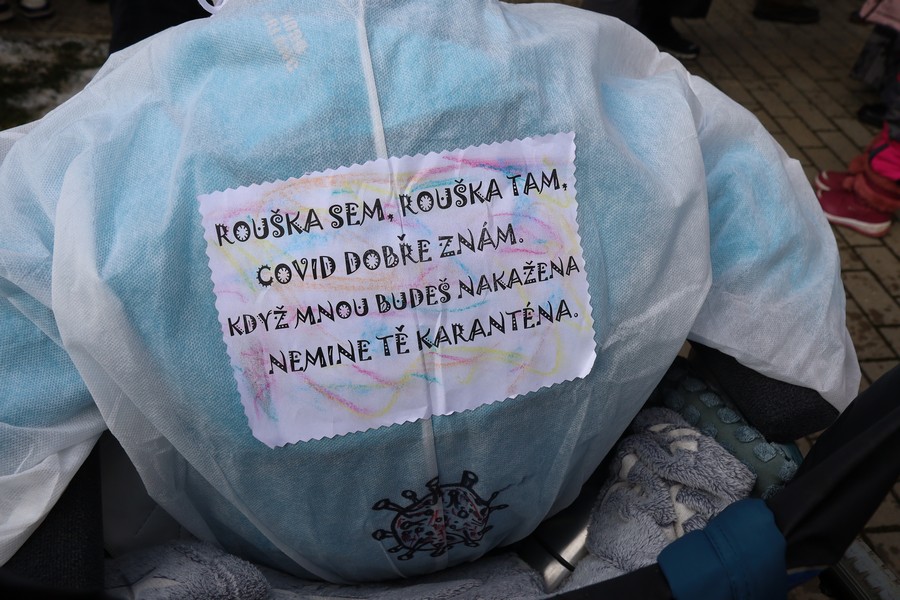 ROUŠKA SEM, ROUŠKA TAM,
COVID DOBŘE ZNÁM.
KDYŽ MNOU BUDEŠ NAKAŽENA
NEMINE TĚ KARANTÉNA.